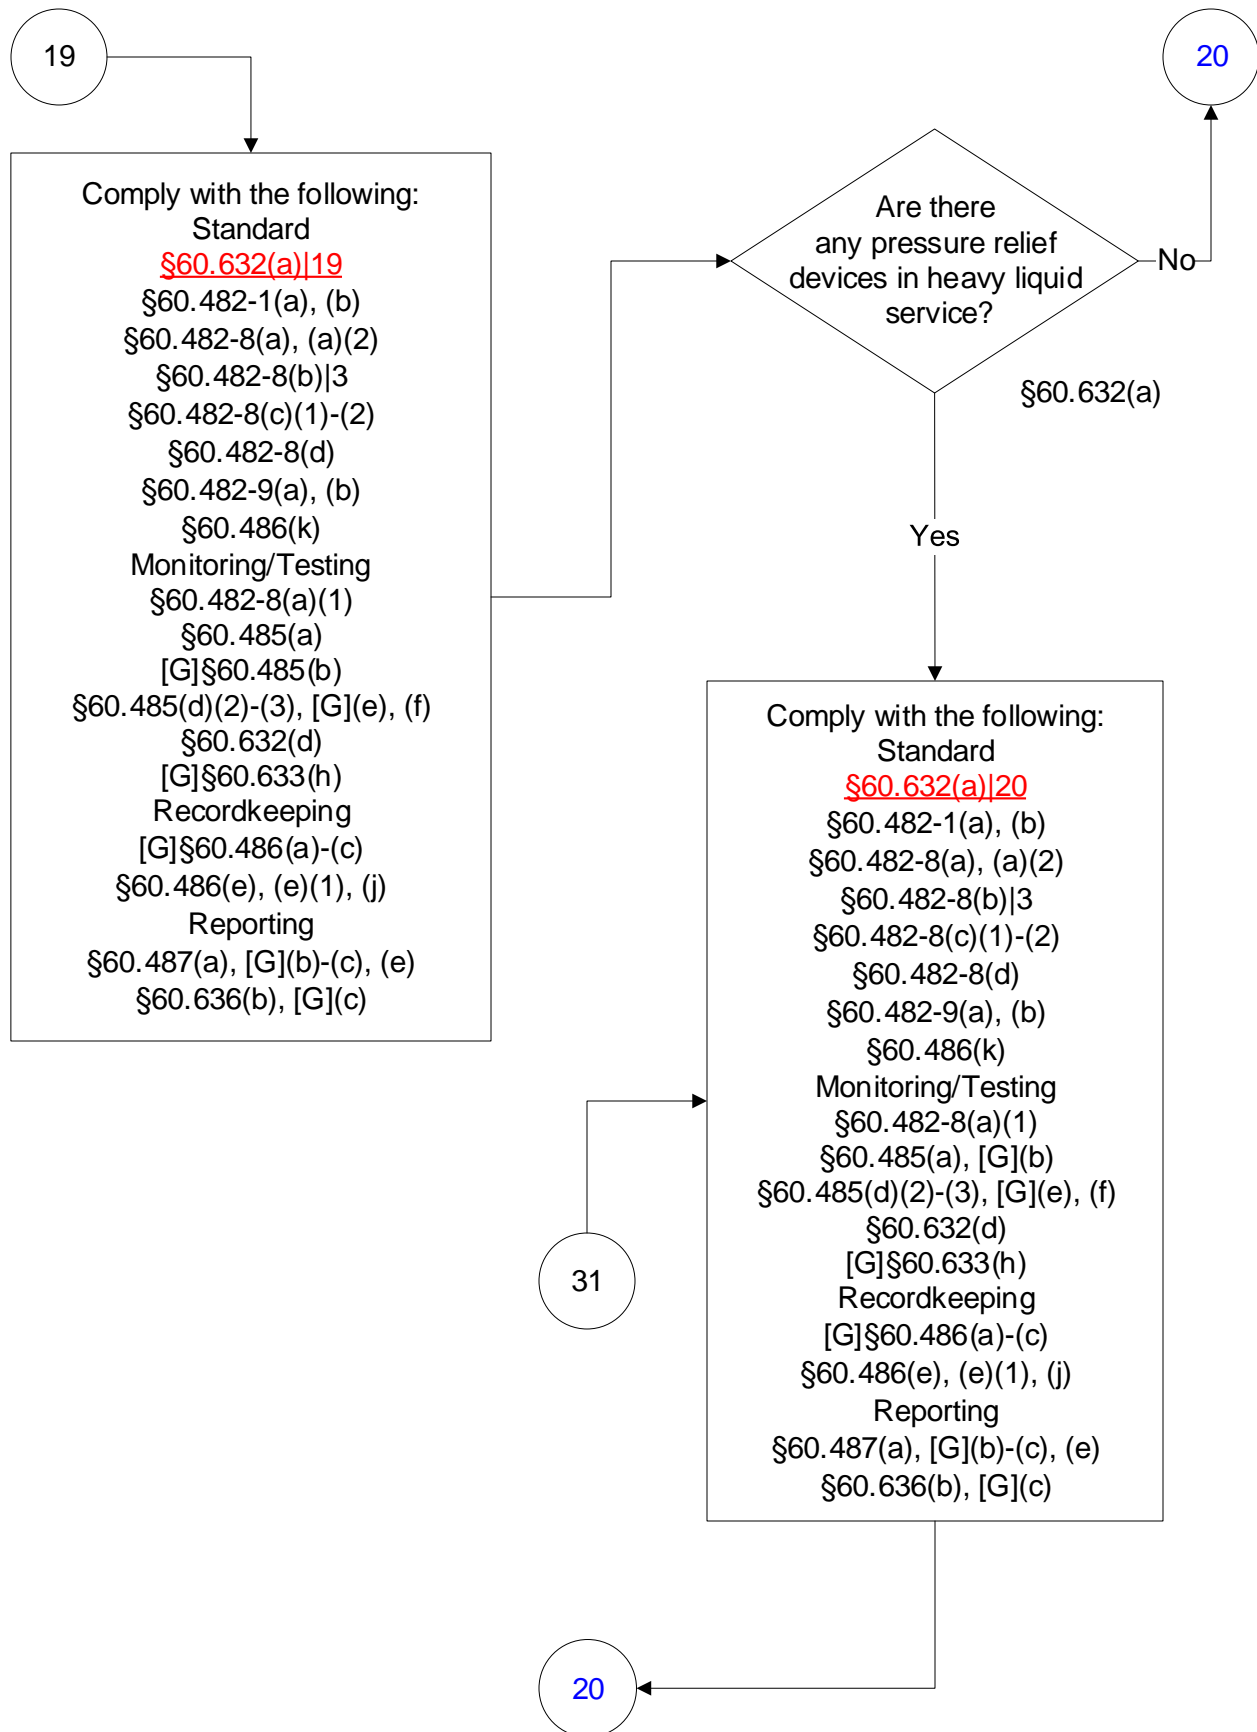 19
20
Comply with the following:
Standard
§60.632(a)|19
§60.482-1(a), (b)
§60.482-8(a), (a)(2)
§60.482-8(b)|3
§60.482-8(c)(1)-(2)
§60.482-8(d)
§60.482-9(a), (b)
§60.486(k)
Monitoring/Testing
§60.482-8(a)(1)
§60.485(a)
[G]§60.485(b)
§60.485(d)(2)-(3), [G](e), (f)
§60.632(d)
[G]§60.633(h)
Recordkeeping
[G]§60.486(a)-(c)
§60.486(e), (e)(1), (j)
Reporting
§60.487(a), [G](b)-(c), (e)
§60.636(b), [G](c)
Are there
any pressure relief
devices in heavy liquid
service?
No
§60.632(a)
Yes
Comply with the following:
Standard
§60.632(a)|20
§60.482-1(a), (b)
§60.482-8(a), (a)(2)
§60.482-8(b)|3
§60.482-8(c)(1)-(2)
§60.482-8(d)
§60.482-9(a), (b)
§60.486(k)
Monitoring/Testing
§60.482-8(a)(1)
§60.485(a), [G](b)
§60.485(d)(2)-(3), [G](e), (f)
§60.632(d)
[G]§60.633(h)
Recordkeeping
[G]§60.486(a)-(c)
§60.486(e), (e)(1), (j)
Reporting
§60.487(a), [G](b)-(c), (e)
§60.636(b), [G](c)
31
20